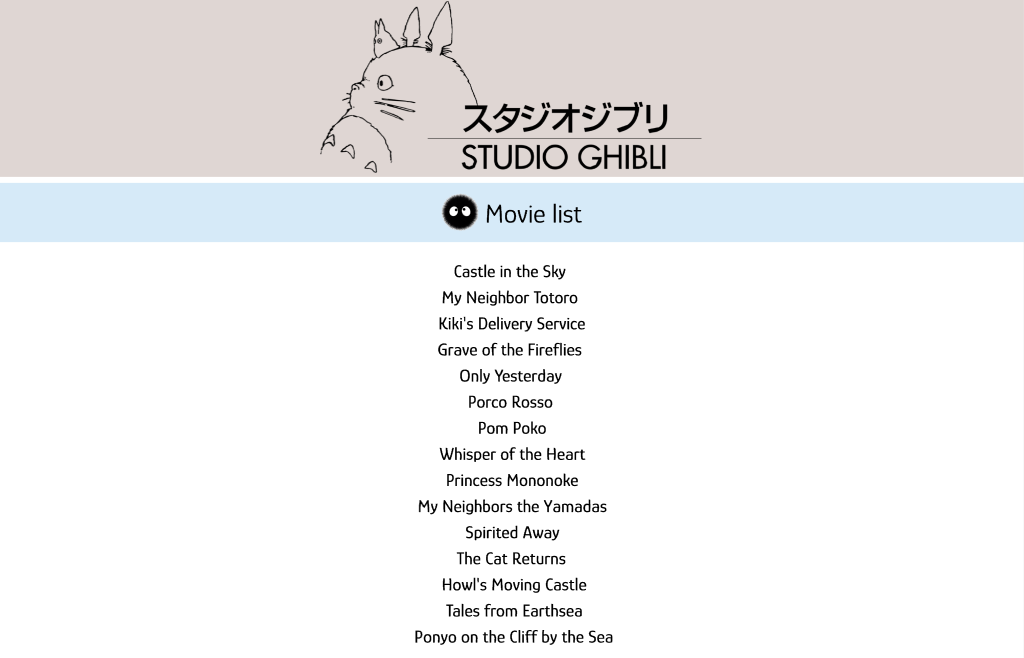 スタジオジブリ
STUDIO GHIBLI
Movie list
Castle in the Sky
My Neighbor Totoro
Kiki's Delivery Service
Grave of the Fireflies
Only Yesterday
Porco Rosso
Pom Poko
Whisper of the Heart
Princess Mononoke
My Neighbors the Yamadas
Spirited Away
The Cat Returns
Howl's Moving Castle
Tales from Earthsea
Ponyo on the Cliff by the Sea